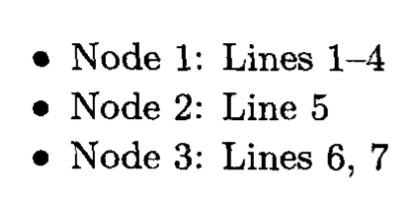 • Node 1: Lines 1–4
• Node 2: Line 5
• Node 3: Lines 6, 7